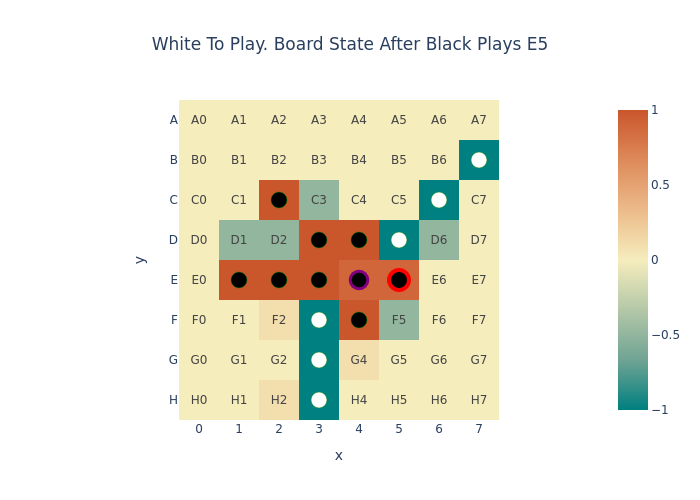 White To Play. Board State After Black Plays E5
A A0 A1 A2 A3 A4 A5 A6 A7 1
B B0 B1 B2 B3 B4 B5 B6
C C0 C1 C3 C4 C5 C7 0.5
D D0 D1 D2 D6 D7
y 0
E E0 E6 E7
F F0 F1 F2 F5 F6 F7 −0.5
G G0 G1 G2 G4 G5 G6 G7
H H0 H1 H2 H4 H5 H6 H7 −1
0 1 2 3 4 5 6 7
x